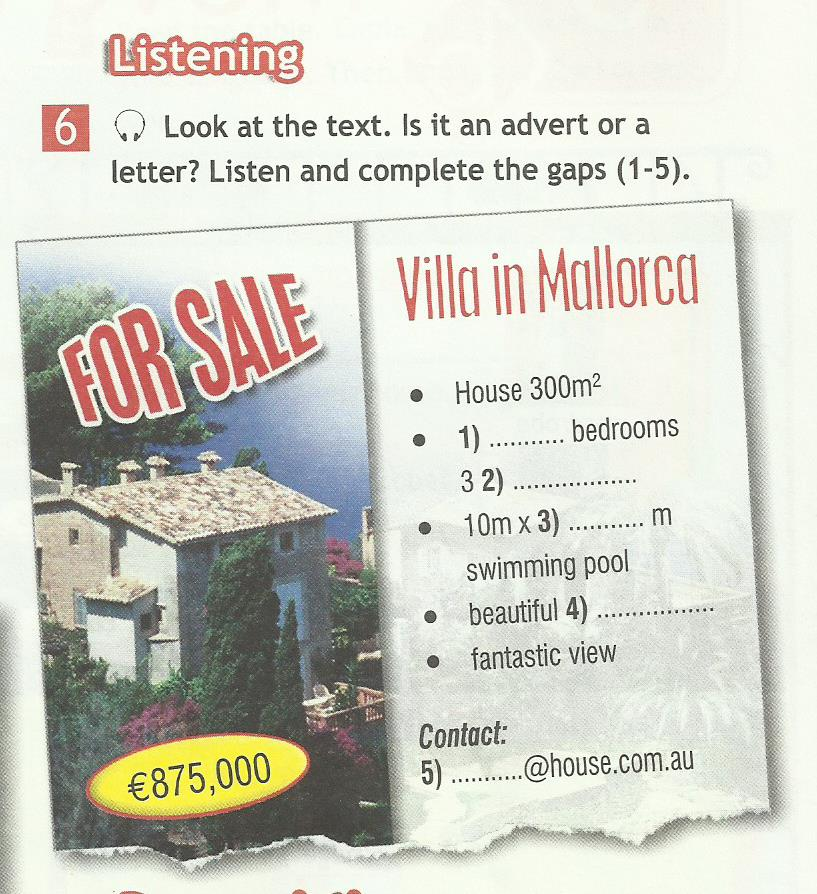 Listening
6 Look at the text. Is it an advert or a
letter? Listen and complete the gaps (1-5).
FOR SALE
Villa in Mallorca
• House 300m²
• 1) ........... bedrooms
3 2) ..................
• 10m x 3) ........... m
swimming pool
• beautiful 4) .................
• fantastic view
Contact:
5) ...........@house.com.au
€875,000